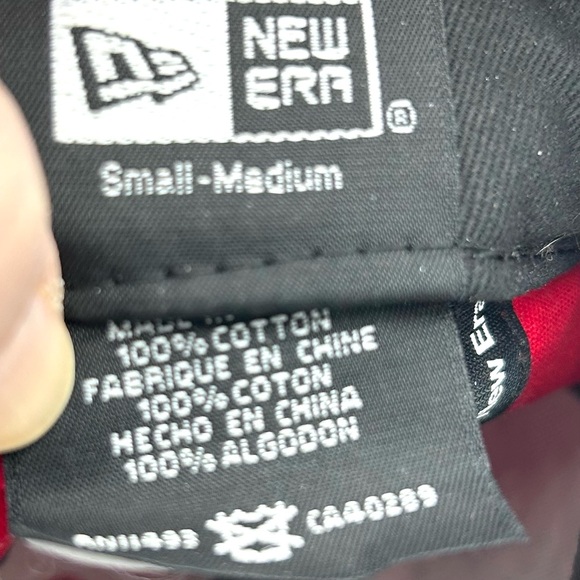 NEW
ERA
®
Small-Medium
100% COTTON
FABRIQUE EN CHINE
100% COTON
HECHO EN CHINA
100% ALGODON
CA40289
New Era